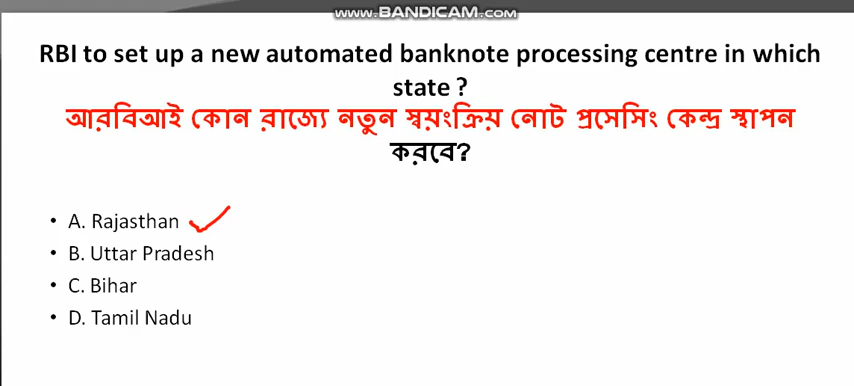 www.BANDICAM.com
RBI to set up a new automated banknote processing centre in which
state ?
আরবিআই কোন রাজ্যে নতুন স্বয়ংক্রিয় নোট প্রসেসিং কেন্দ্র স্থাপন
করবে?
• A. Rajasthan
• B. Uttar Pradesh
• C. Bihar
• D. Tamil Nadu